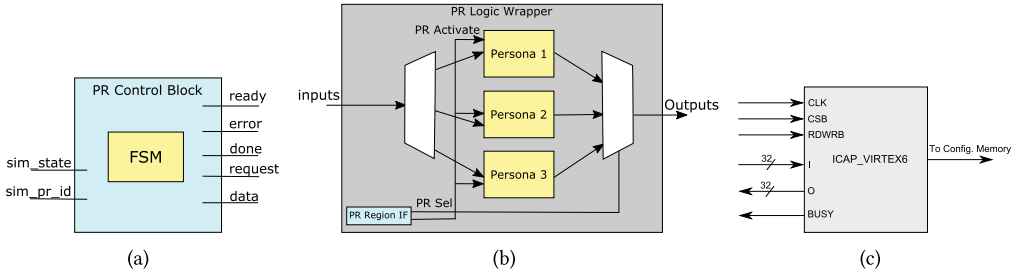 PR Control Block
FSM
sim_state
sim_pr_id
ready
error
done
request
data
(a)
PR Logic Wrapper
PR Activate
Persona 1
Persona 2
Persona 3
inputs
Outputs
PR Sel
PR Region IF
(b)
CLK
CSB
RDWRB
32
I
ICAP_VIRTEX6
32
O
BUSY
To Config. Memory
(c)